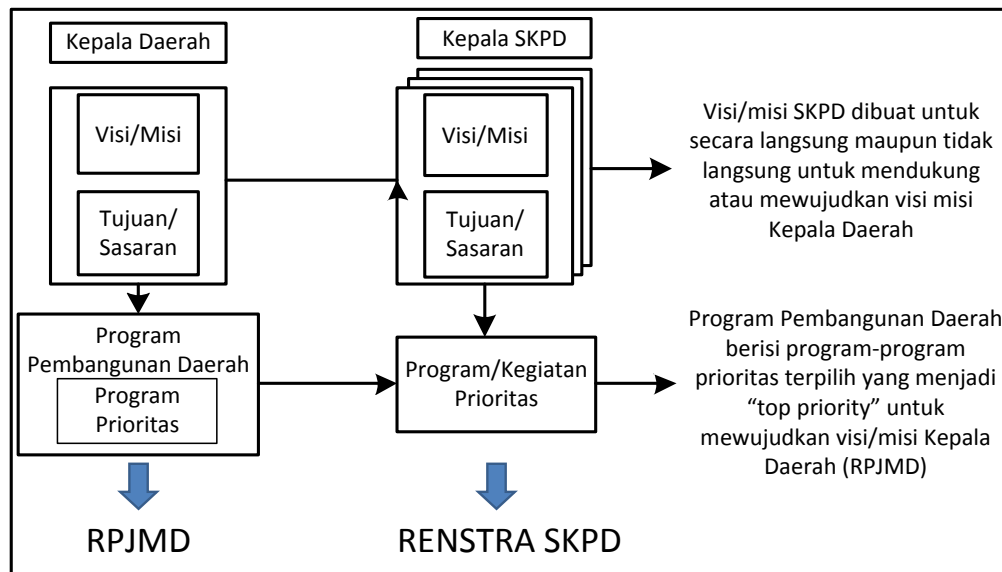 Kepala Daerah
Kepala SKPD
Visi/Misi
Tujuan/
Sasaran
Visi/Misi
Tujuan/
Sasaran
Visi/misi SKPD dibuat untuk
secara langsung maupun tidak
langsung untuk mendukung
atau mewujudkan visi misi
Kepala Daerah
Program
Pembangunan Daerah
Program
Prioritas
Program/Kegiatan
Prioritas
Program Pembangunan Daerah
berisi program-program
prioritas terpilih yang menjadi
“top priority” untuk
mewujudkan visi/misi Kepala
Daerah (RPJMD)
RPJMD
RENSTRA SKPD